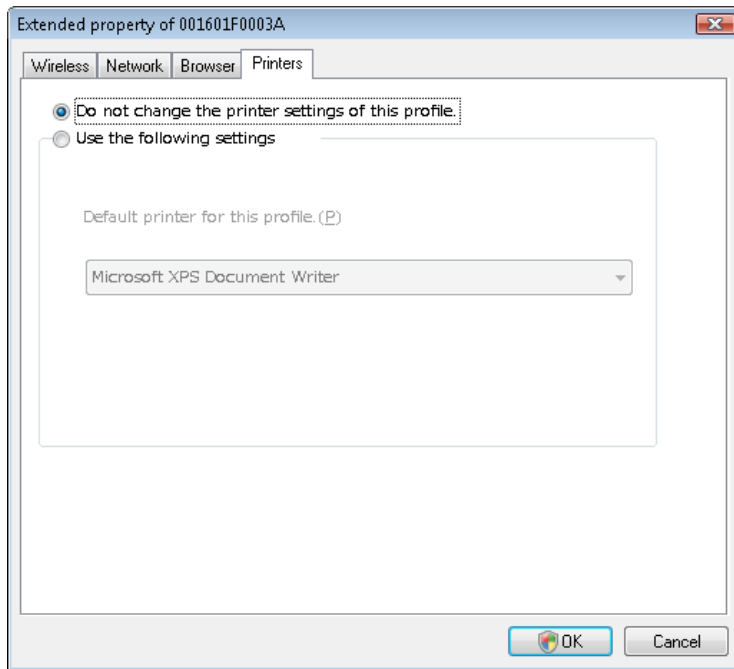 Extended property of 001601F0003A
Wireless Network Browser Printers
Do not change the printer settings of this profile.
Use the following settings
Default printer for this profile.(P)
Microsoft XPS Document Writer
OK Cancel